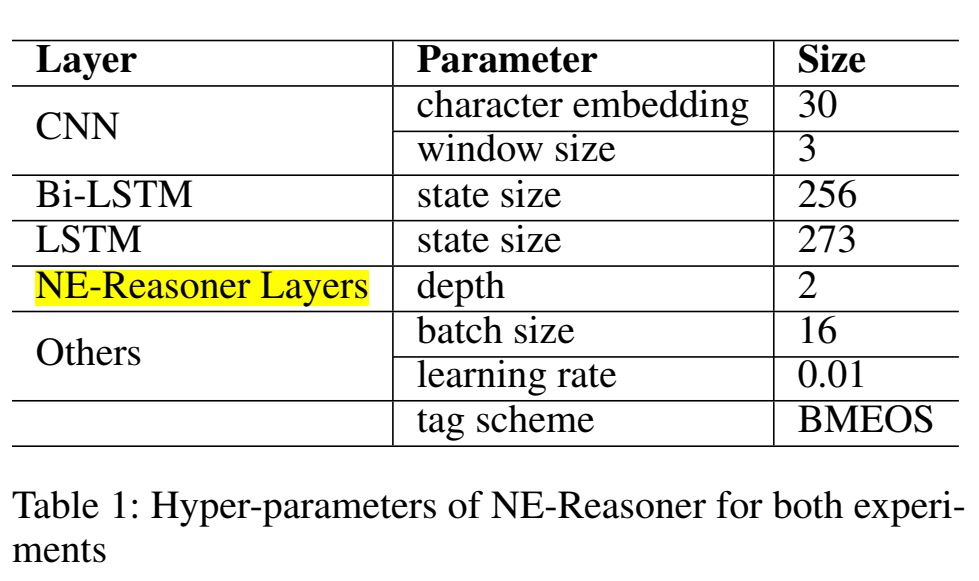 Layer Parameter Size
CNN character embedding 30
window size 3
Bi-LSTM state size 256
LSTM state size 273
NE-Reasoner Layers depth 2
Others batch size 16
learning rate 0.01
tag scheme BMEOS
Table 1: Hyper-parameters of NE-Reasoner for both experi-
ments